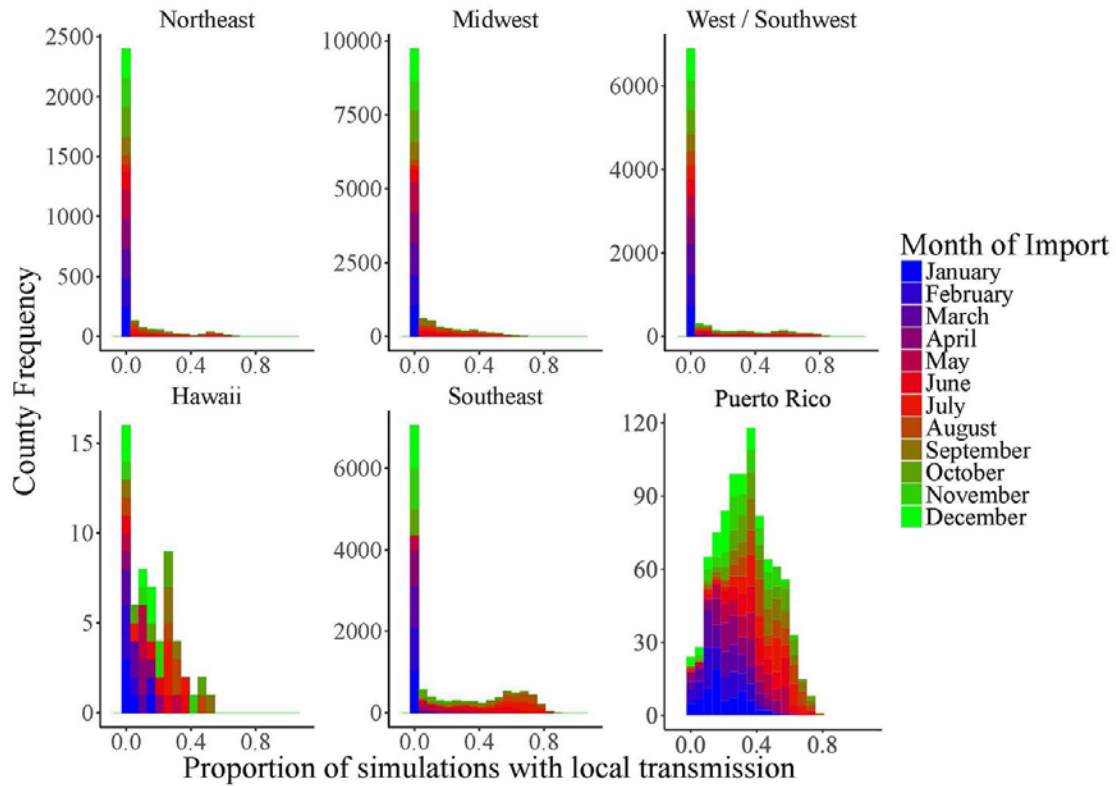 Northeast
Midwest
West / Southwest
2500
2000
1500
1000
500
0
0.0 0.4 0.8
10000
7500
5000
2500
0
0.0 0.4 0.8
6000
4000
2000
0
0.0 0.4 0.8
County Frequency
Hawaii
Southeast
Puerto Rico
15
10
5
0
0.0 0.4 0.8
6000
4000
2000
0
0.0 0.4 0.8
120
90
60
30
0
0.0 0.4 0.8
Proportion of simulations with local transmission
Month of Import
January
February
March
April
May
June
July
August
September
October
November
December